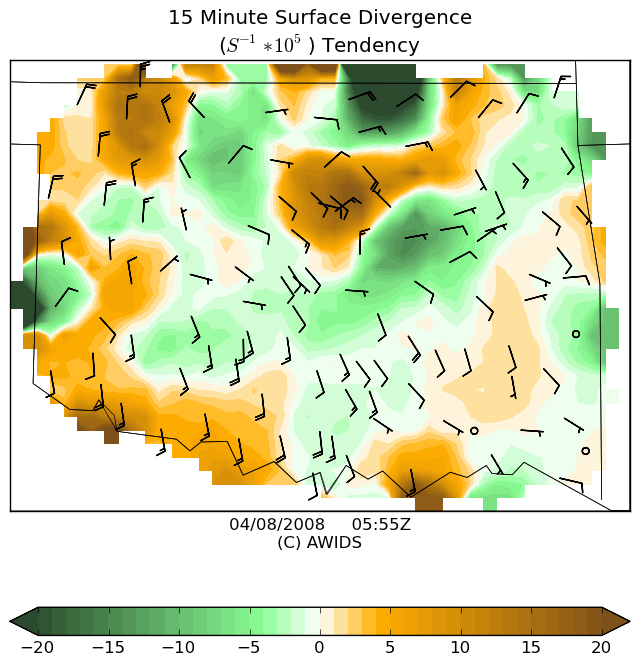 15 Minute Surface Divergence
(S⁻¹ * 10⁵ ) Tendency
04/08/2008 05:55Z
(C) AWIDS
−20 −15 −10 −5 0 5 10 15 20